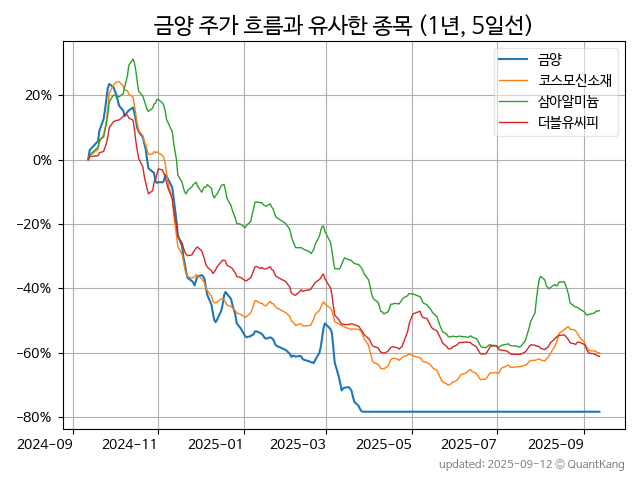 금양 주가 흐름과 유사한 종목 (1년, 5일선)
금양
코스모신소재
삼아알미늄
더블유씨피
20%
0%
−20%
−40%
−60%
−80%
2024-09
2024-11
2025-01
2025-03
2025-05
2025-07
2025-09
updated: 2025-09-12 © QuantKang